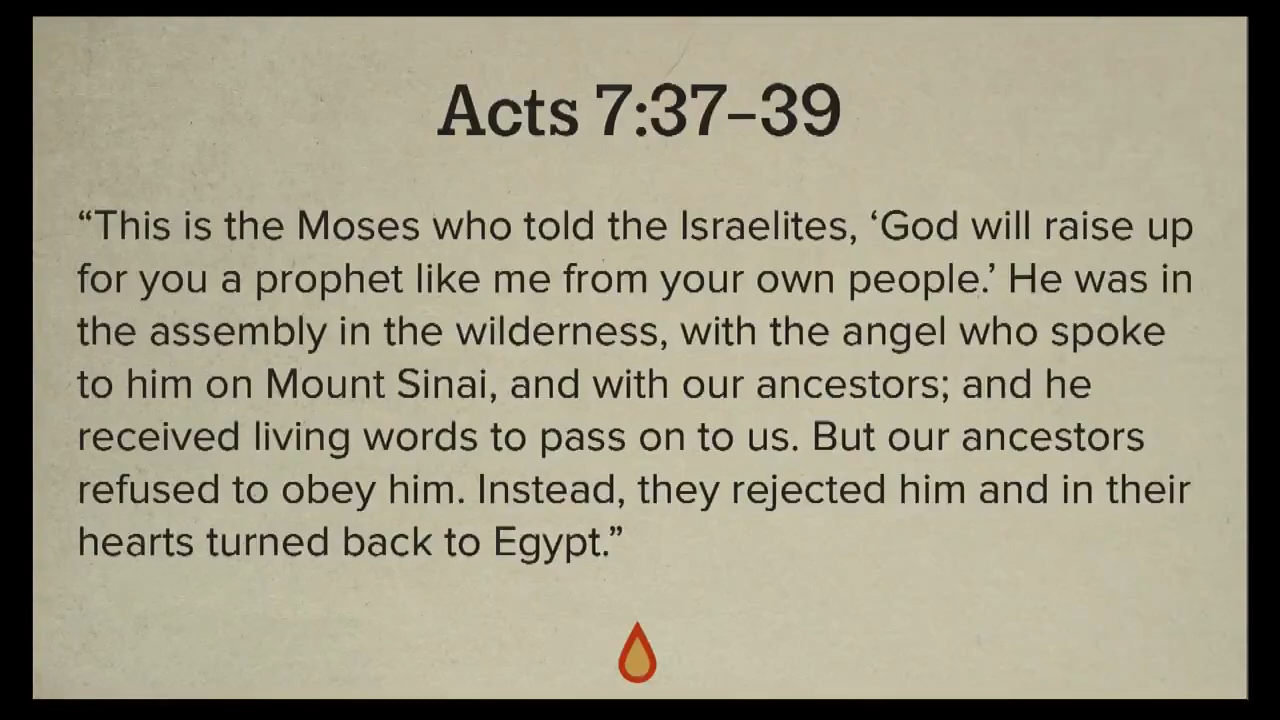 Acts 7:37–39
“This is the Moses who told the Israelites, ‘God will raise up
for you a prophet like me from your own people.’ He was in
the assembly in the wilderness, with the angel who spoke
to him on Mount Sinai, and with our ancestors; and he
received living words to pass on to us. But our ancestors
refused to obey him. Instead, they rejected him and in their
hearts turned back to Egypt.”